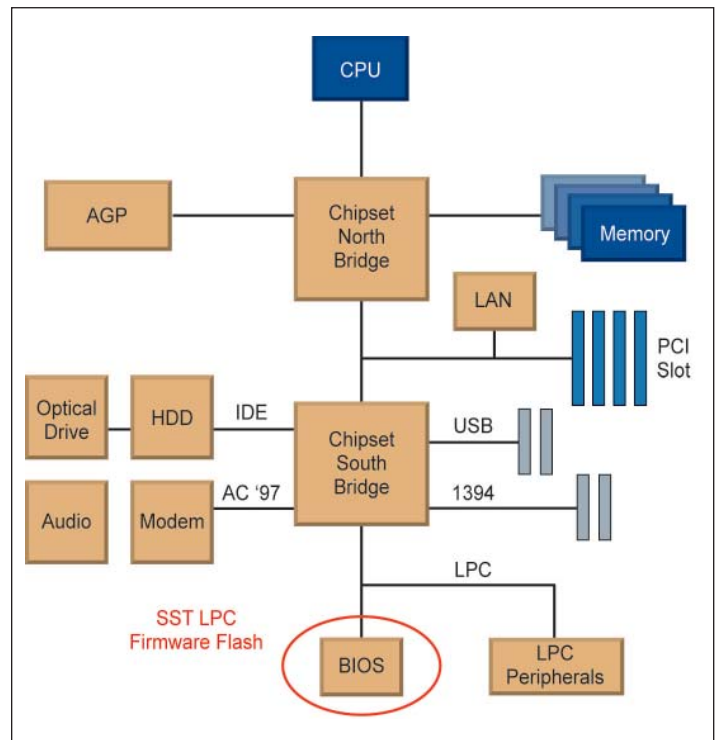 CPU
AGP
Chipset
North
Bridge
Memory
LAN
PCI
Slot
Optical
Drive
HDD
IDE
Chipset
South
Bridge
USB
Audio
Modem
AC ‘97
1394
LPC
SST LPC
Firmware Flash
BIOS
LPC
Peripherals